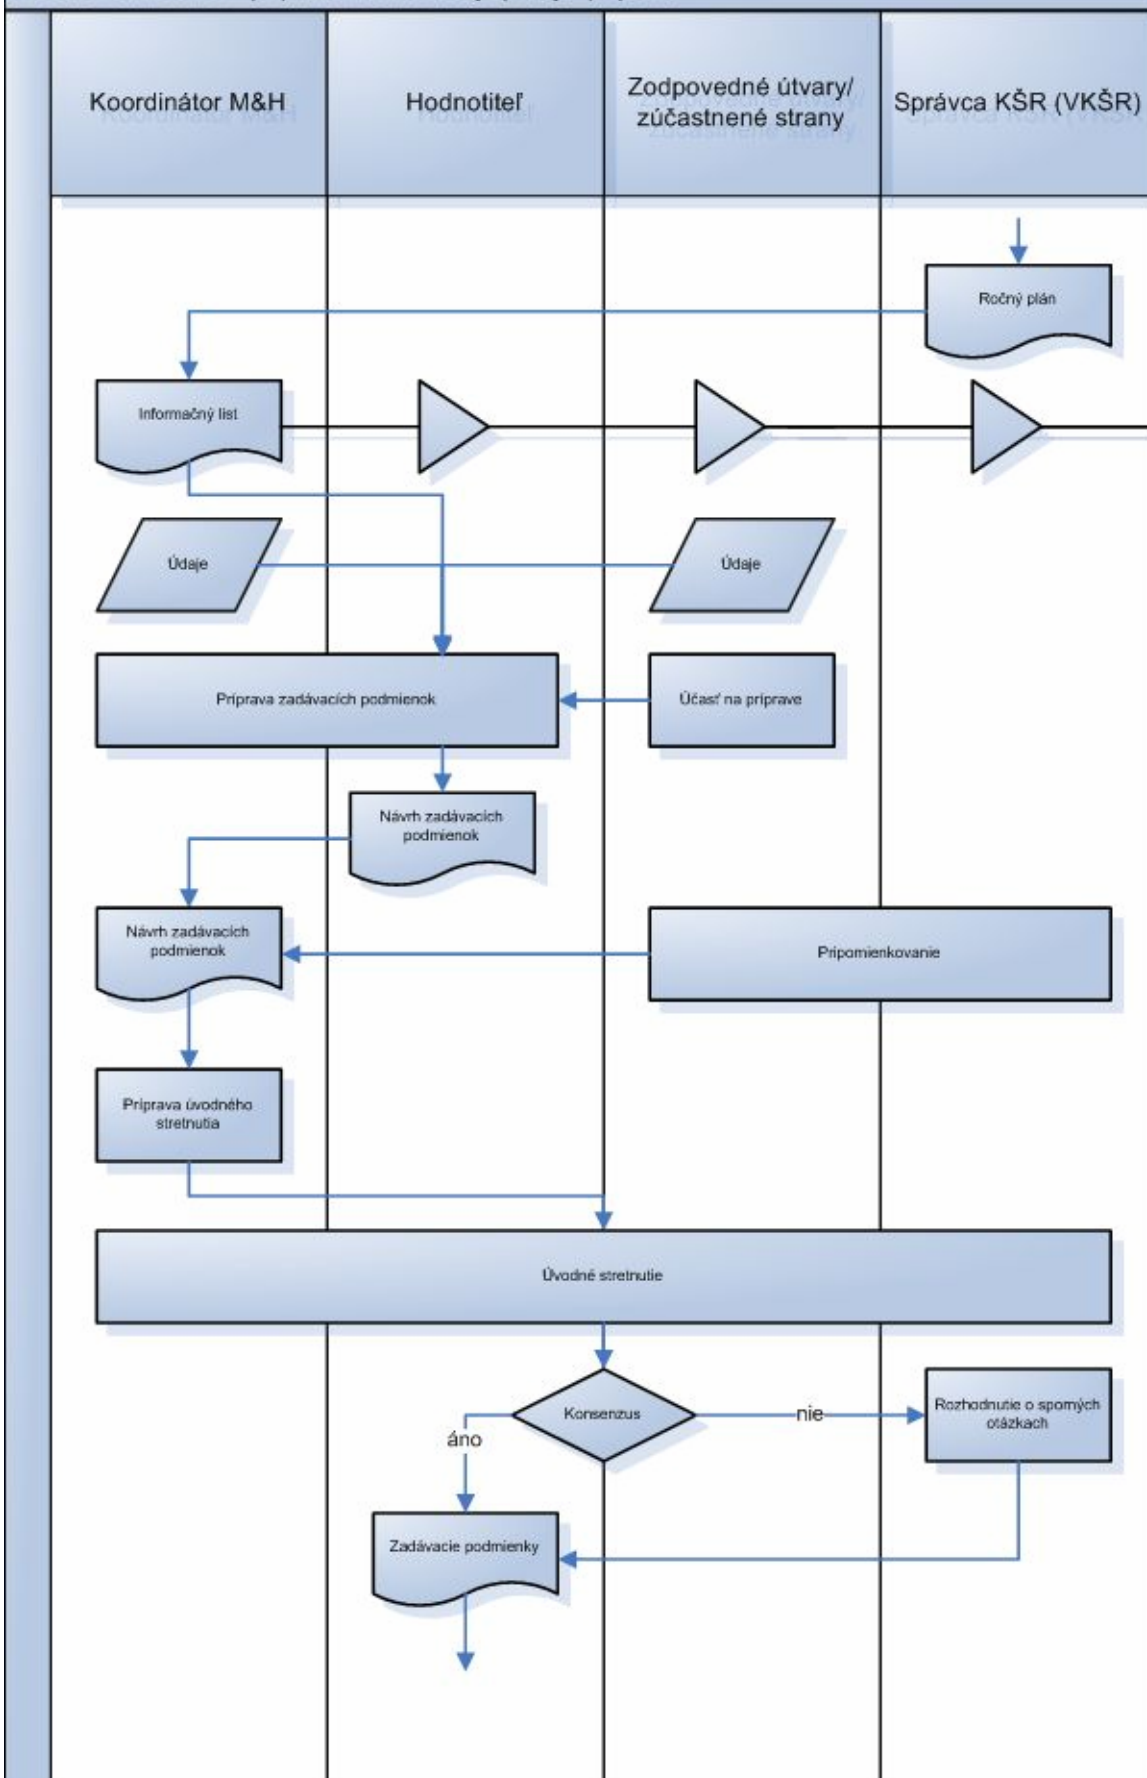 Koordinátor M&H
Hodnotiteľ
Zodpovedné útvary/
zúčastnené strany
Správca KŠR (VKŠR)
Ročný plán
Informačný list
Údaje
Údaje
Príprava zadávacích podmienok
Účasť na príprave
Návrh zadávacích
podmienok
Návrh zadávacích
podmienok
Pripomienkovanie
Príprava úvodného
stretnutia
Úvodné stretnutie
Konsenzus
nie
Rozhodnutie o sporných
otázkach
áno
Zadávacie podmienky